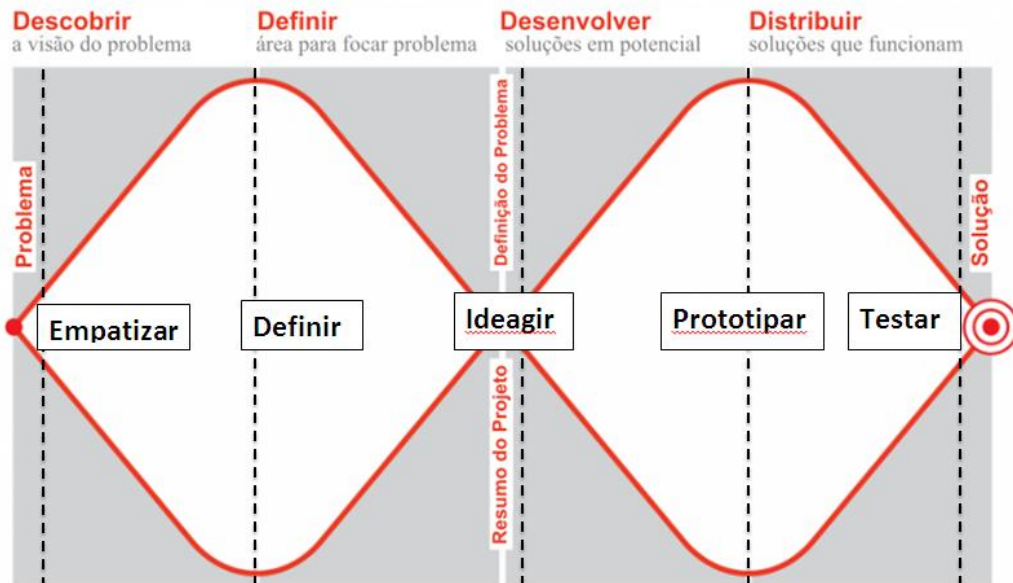 Descobrir
a visão do problema
Definir
área para focar problema
Desenvolver
soluções em potencial
Distribuir
soluções que funcionam
Problema
Definição do Problema
Solução
Empatizar
Definir
Ideagir
Prototipar
Testar
Resumo do Projeto